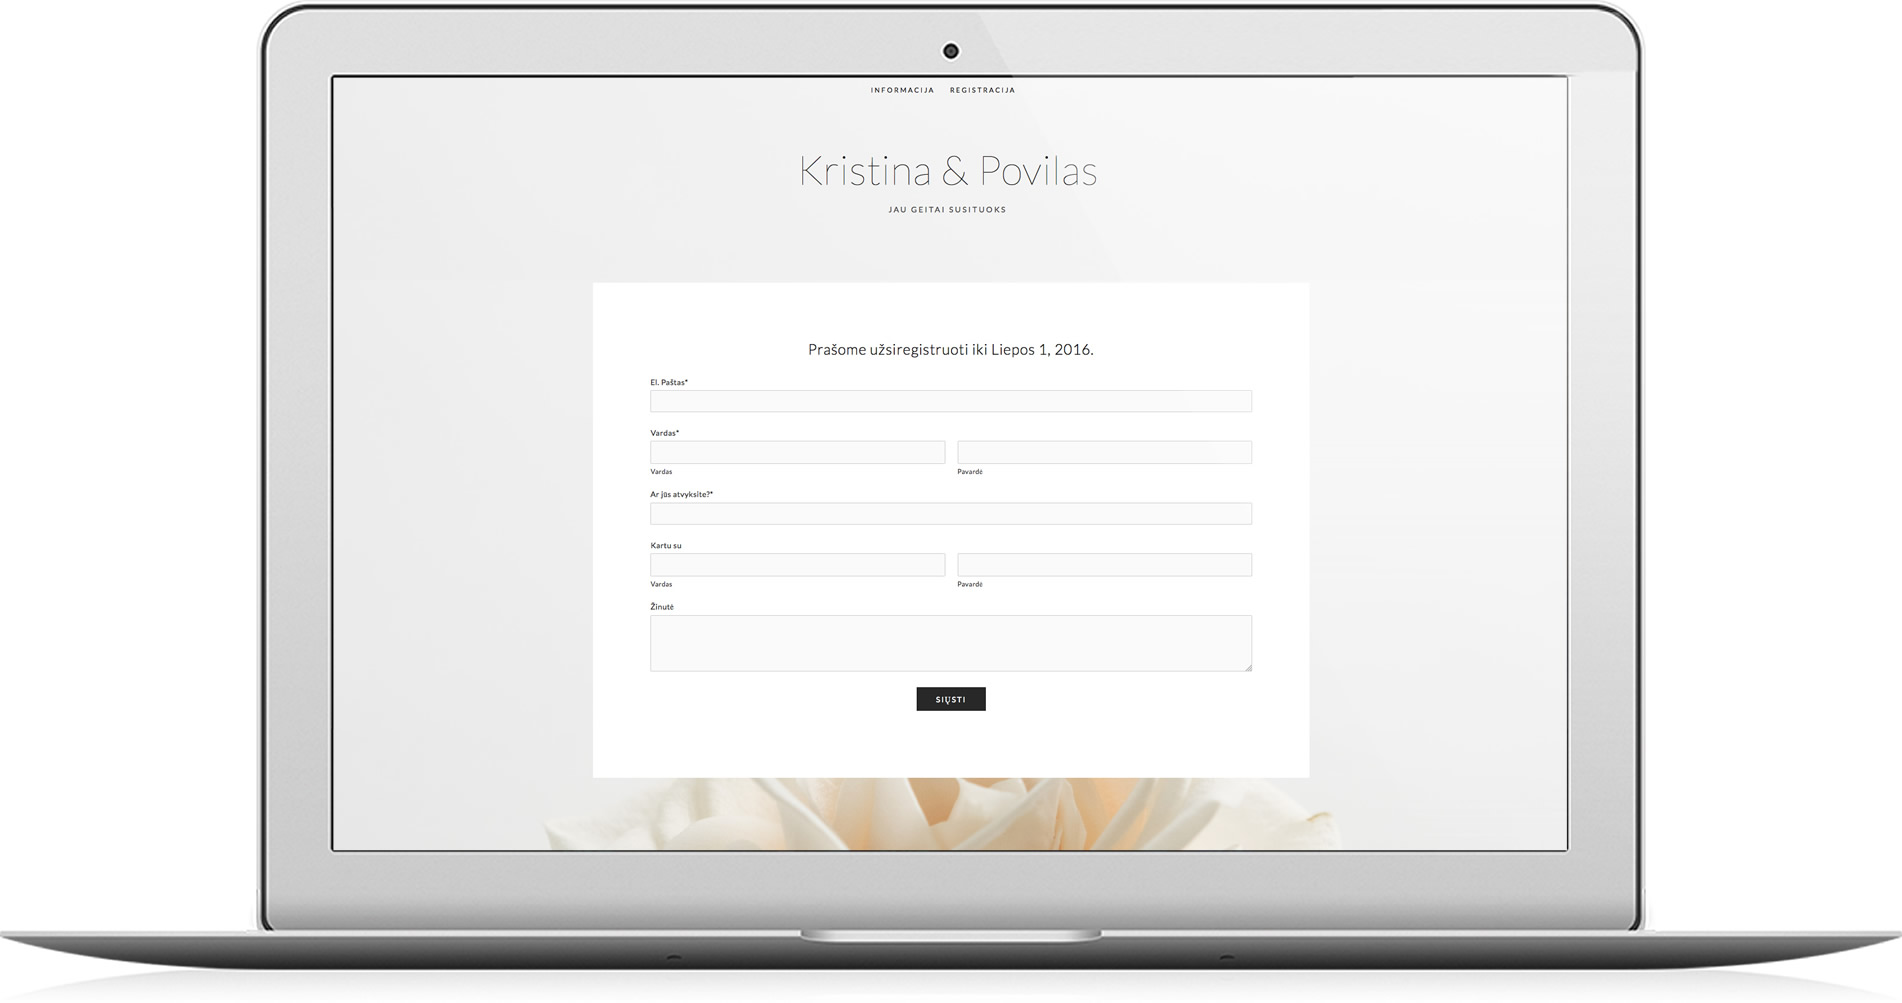 INFORMACIJA REGISTRACIJA
Kristina & Povilas
JAU GEITAI SUSITUOKS
Prašome užsiregistruoti iki Liepos 1, 2016.
El. Paštas*
Vardas*
Vardas Pavardė
Ar jūs atvyksite?*
Kartu su
Vardas Pavardė
Žinutė
SIŲSTI